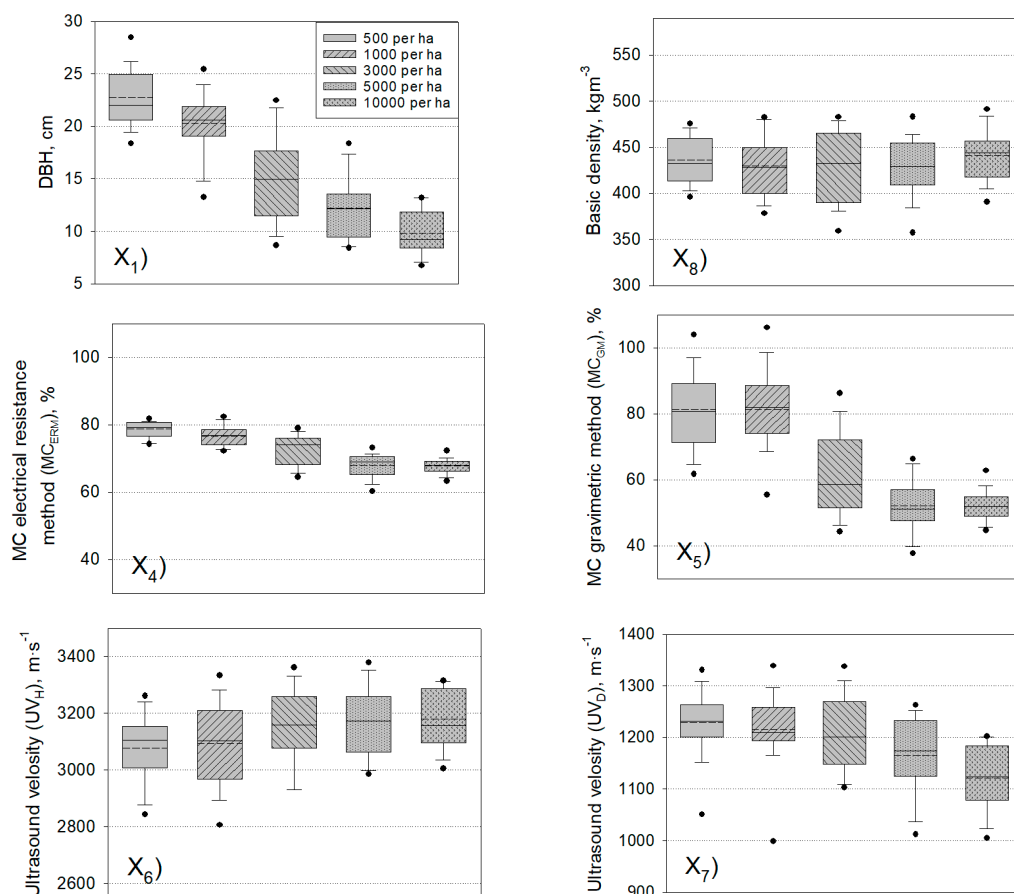 DBH, cm
30
25
20
15
10
5
500 per ha
1000 per ha
3000 per ha
5000 per ha
10000 per ha
X1)
Basic density, kgm-3
550
500
450
400
350
300
X8)
MC electrical resistance
method (MCERM), %
100
80
60
40
X4)
MC gravimetric method (MCGM), %
100
80
60
40
X5)
Ultrasound velosity (UVH), m·s-1
3400
3200
3000
2800
2600
X6)
Ultrasound velosity (UVD), m·s-1
1400
1300
1200
1100
1000
900
X7)